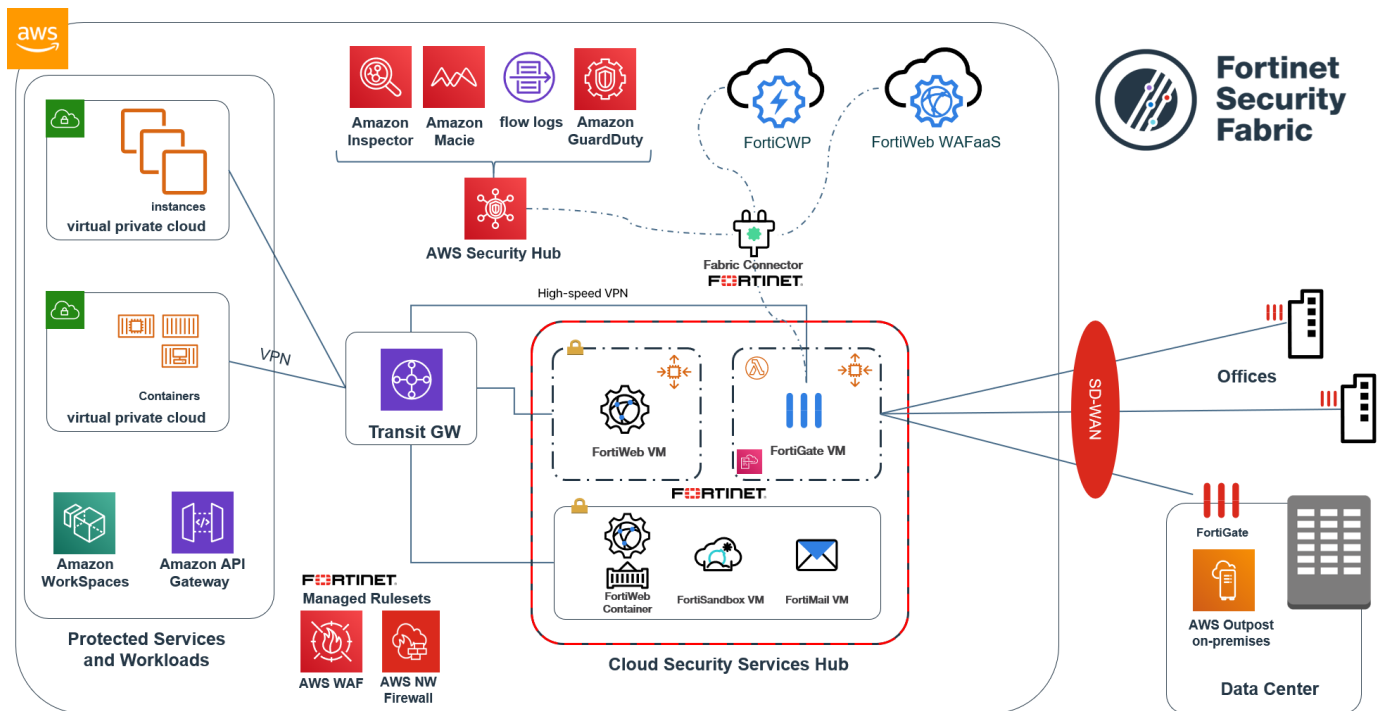 aws
Fortinet
Security
Fabric
Amazon
Inspector
Amazon
Macie
flow logs
Amazon
GuardDuty
FortiCWP
FortiWeb WAFaaS
AWS Security Hub
Fabric Connector
FORTINET
instances
virtual private cloud
Containers
virtual private cloud
VPN
Transit GW
High-speed VPN
FortiWeb VM
FortiGate VM
FORTINET
FortiWeb
Container
FortiSandbox VM
FortiMail VM
Cloud Security Services Hub
Amazon
WorkSpaces
Amazon API
Gateway
Protected Services
and Workloads
FORTINET
Managed Rulesets
AWS WAF
AWS NW
Firewall
SD-WAN
Offices
FortiGate
AWS Outpost
on-premises
Data Center